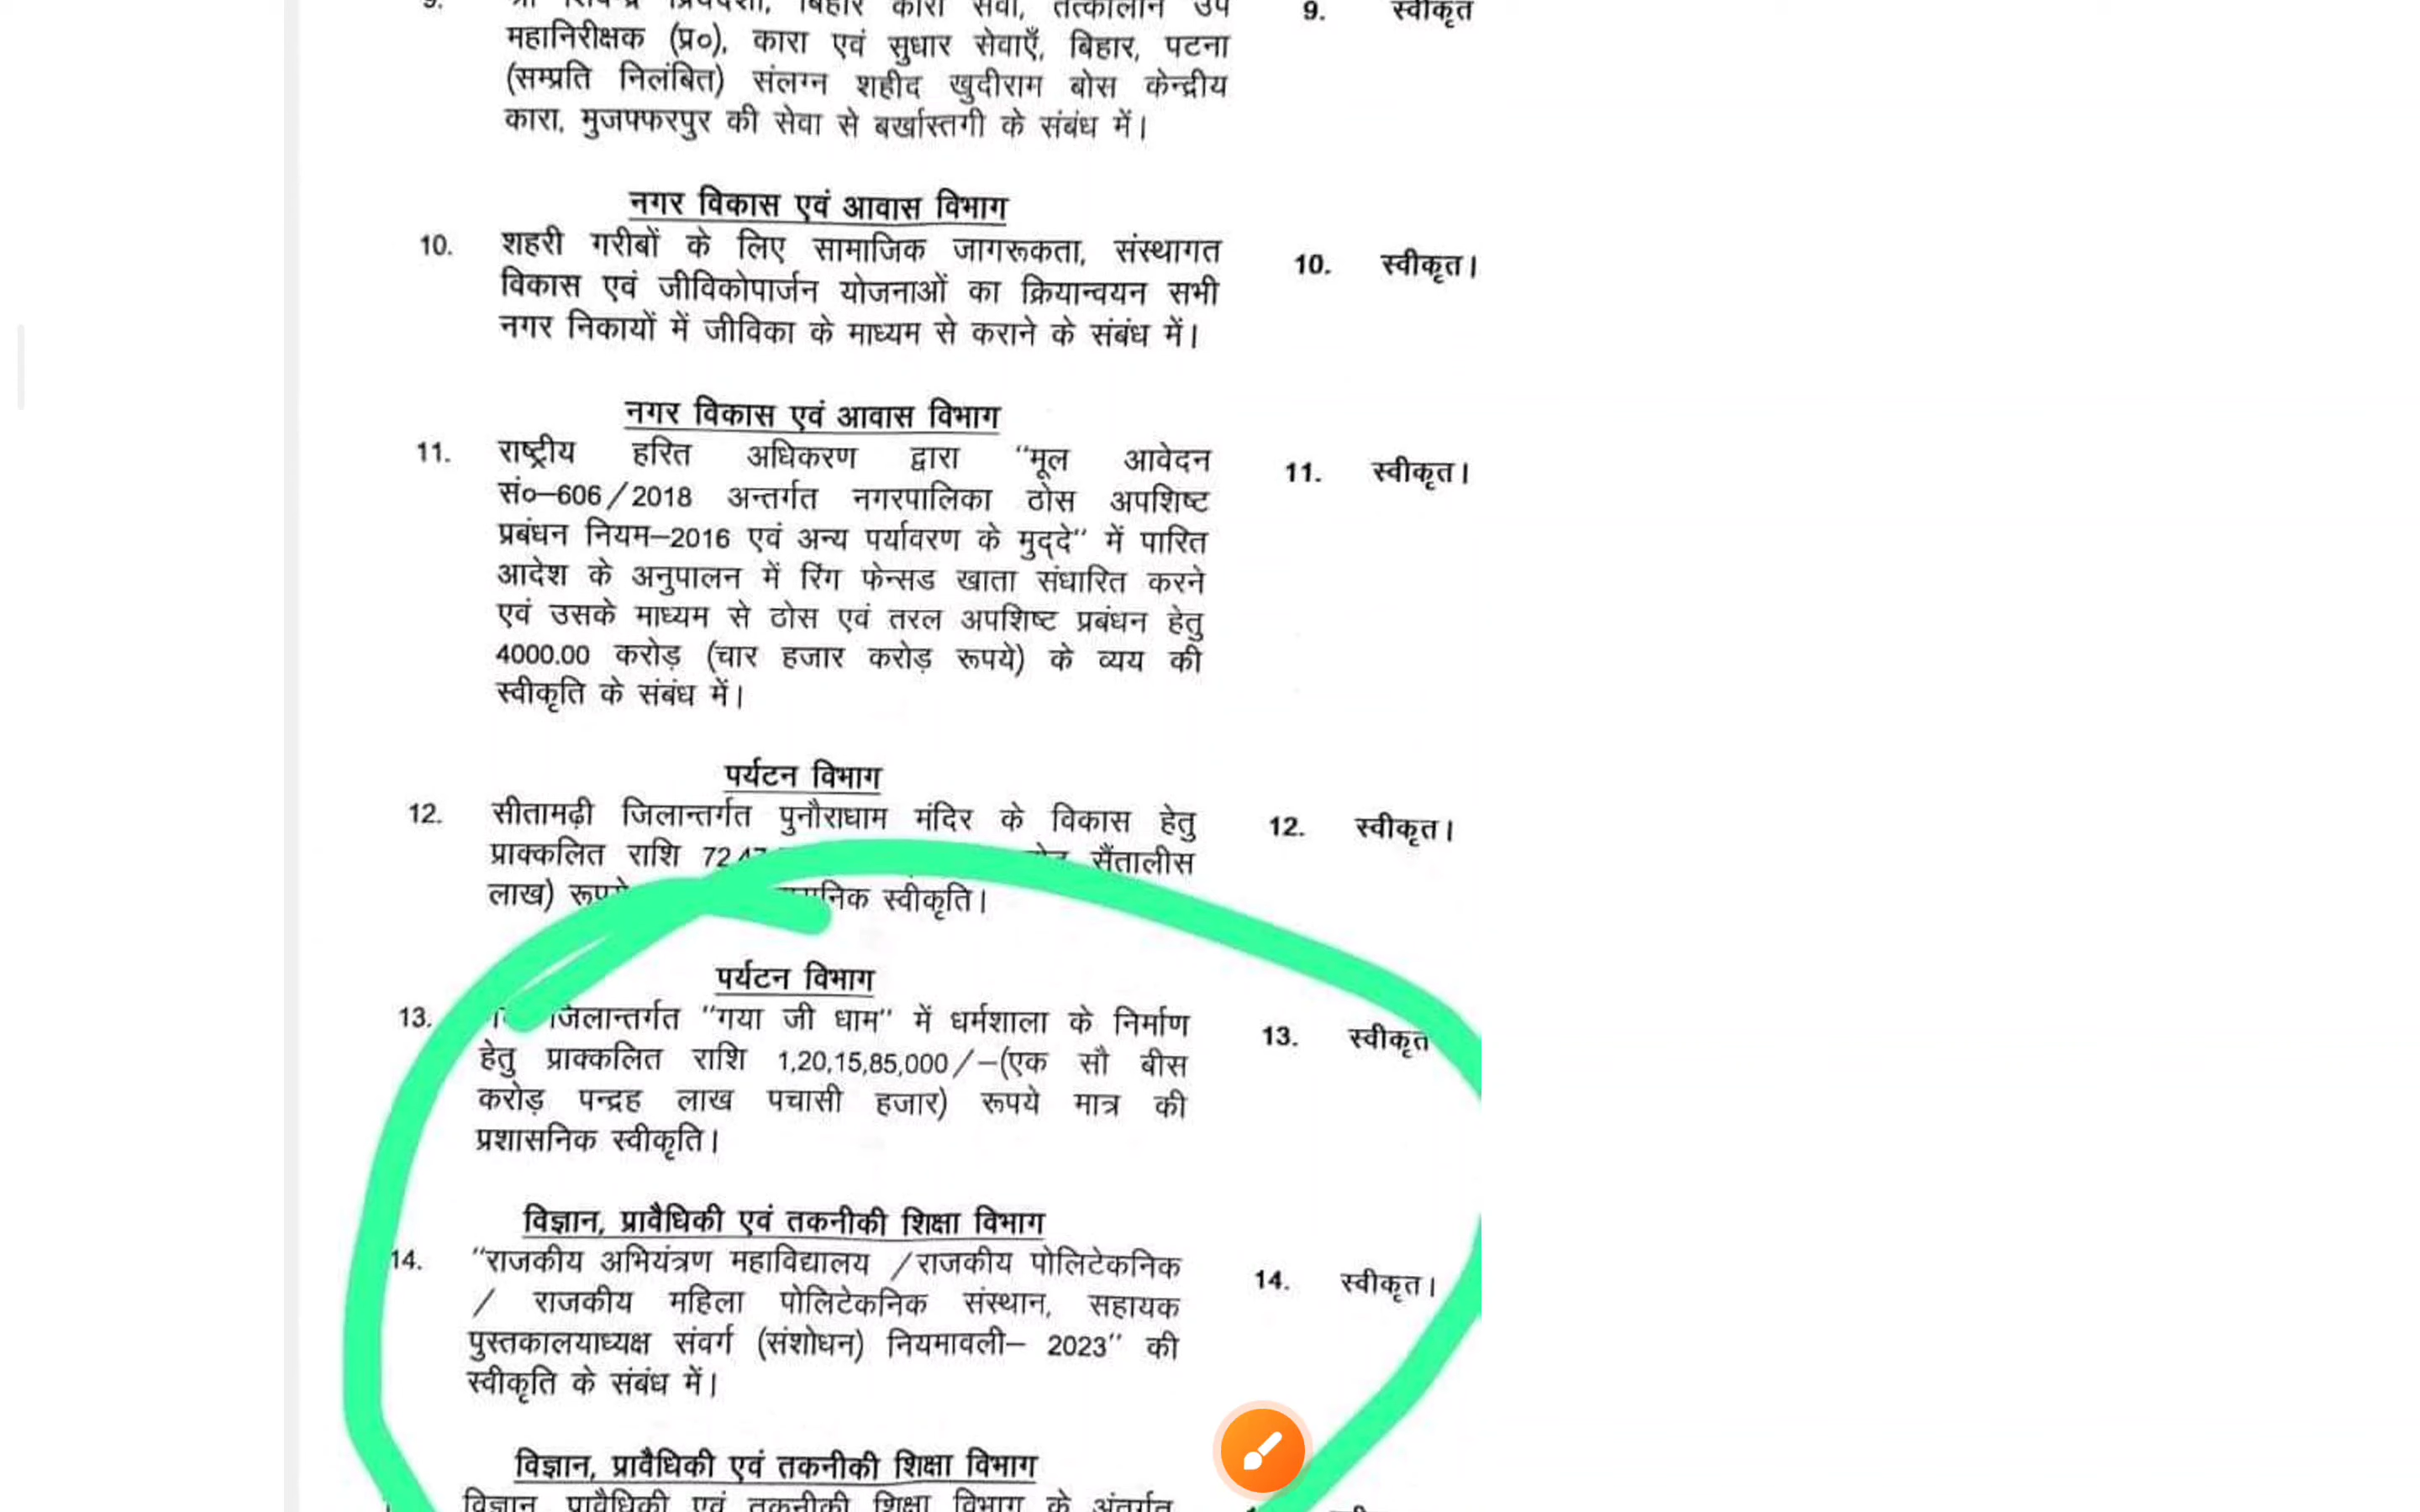 महानिरीक्षक (प्र०), कारा एवं सुधार सेवाएँ, बिहार, पटना
(सम्प्रति निलंबित) संलग्न शहीद खुदीराम बोस केन्द्रीय
कारा, मुजफ्फरपुर की सेवा से बर्खास्तगी के संबंध में।
9. स्वीकृत
नगर विकास एवं आवास विभाग
10. शहरी गरीबों के लिए सामाजिक जागरूकता, संस्थागत
विकास एवं जीविकोपार्जन योजनाओं का क्रियान्वयन सभी
नगर निकायों में जीविका के माध्यम से कराने के संबंध में।
10. स्वीकृत।
नगर विकास एवं आवास विभाग
11. राष्ट्रीय हरित अधिकरण द्वारा "मूल आवेदन
सं०–606/2018 अन्तर्गत नगरपालिका ठोस अपशिष्ट
प्रबंधन नियम–2016 एवं अन्य पर्यावरण के मुद्दे" में पारित
आदेश के अनुपालन में रिंग फेन्सड खाता संधारित करने
एवं उसके माध्यम से ठोस एवं तरल अपशिष्ट प्रबंधन हेतु
4000.00 करोड़ (चार हजार करोड़ रूपये) के व्यय की
स्वीकृति के संबंध में।
11. स्वीकृत।
पर्यटन विभाग
12. सीतामढ़ी जिलान्तर्गत पुनौराधाम मंदिर के विकास हेतु
प्राक्कलित राशि सैंतालीस
लाख) स्वीकृति।
12. स्वीकृत।
पर्यटन विभाग
13. जिलान्तर्गत "गया जी धाम" में धर्मशाला के निर्माण
हेतु प्राक्कलित राशि 1,20,15,85,000/–(एक सौ बीस
करोड़ पन्द्रह लाख पचासी हजार) रूपये मात्र की
प्रशासनिक स्वीकृति।
13. स्वीकृत
विज्ञान, प्रावैधिकी एवं तकनीकी शिक्षा विभाग
14. "राजकीय अभियंत्रण महाविद्यालय /राजकीय पोलिटेकनिक
/ राजकीय महिला पोलिटेकनिक संस्थान, सहायक
पुस्तकालयाध्यक्ष संवर्ग (संशोधन) नियमावली– 2023" की
स्वीकृति के संबंध में।
14. स्वीकृत।
विज्ञान, प्रावैधिकी एवं तकनीकी शिक्षा विभाग
विज्ञान प्रावैधिकी एवं तकनीकी शिक्षा विभाग के अंतर्गत